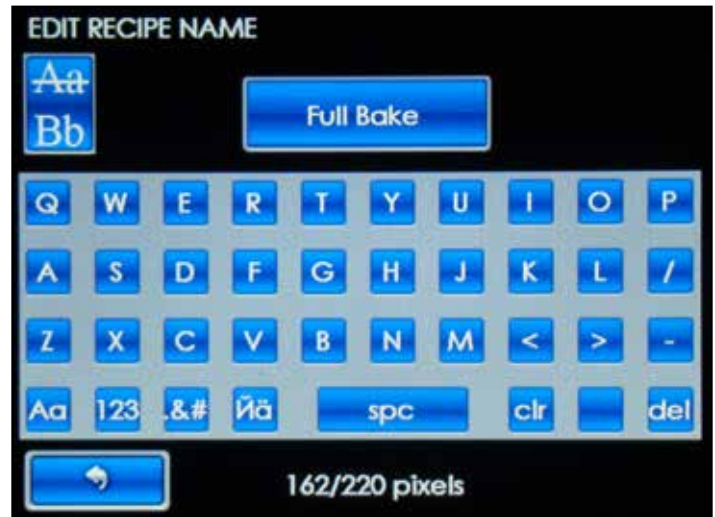 EDIT RECIPE NAME
Aa
Bb
Full Bake
Q W E R T Y U I O P
A S D F G H J K L /
Z X C V B N M < > -
Aa 123 .&# Йä spc clr del
162/220 pixels